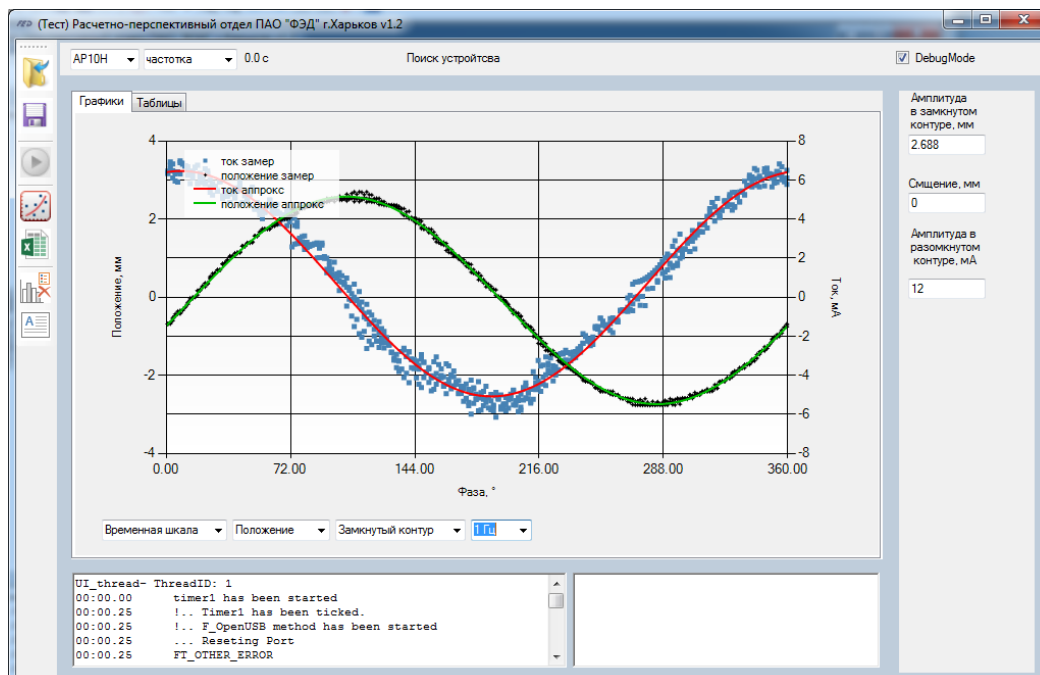 (Тест) Расчетно-перспективный отдел ПАО "ФЭД" г.Харьков v1.2
АР10Н
частотка
0.0 с
Поиск устройтсва
DebugMode
Графики
Таблицы
ток замер
положение замер
ток аппрокс
положение аппрокс
Положение, мм
4
2
0
-2
-4
8
6
4
2
0
-2
-4
-6
-8
Ток, мА
0.00
72.00
144.00
216.00
288.00
360.00
Фаза, °
Временная шкала
Положение
Замкнутый контур
1 Гц
Амплитуда
в замкнутом
контуре, мм
2.688
Смщение, мм
0
Амплитуда в
разомкнутом
контуре, мА
12
UI_thread- ThreadID: 1
00:00.00 timer1 has been started
00:00.25 !.. Timer1 has been ticked.
00:00.25 !.. F_OpenUSB method has been started
00:00.25 ... Reseting Port
00:00.25 FT_OTHER_ERROR